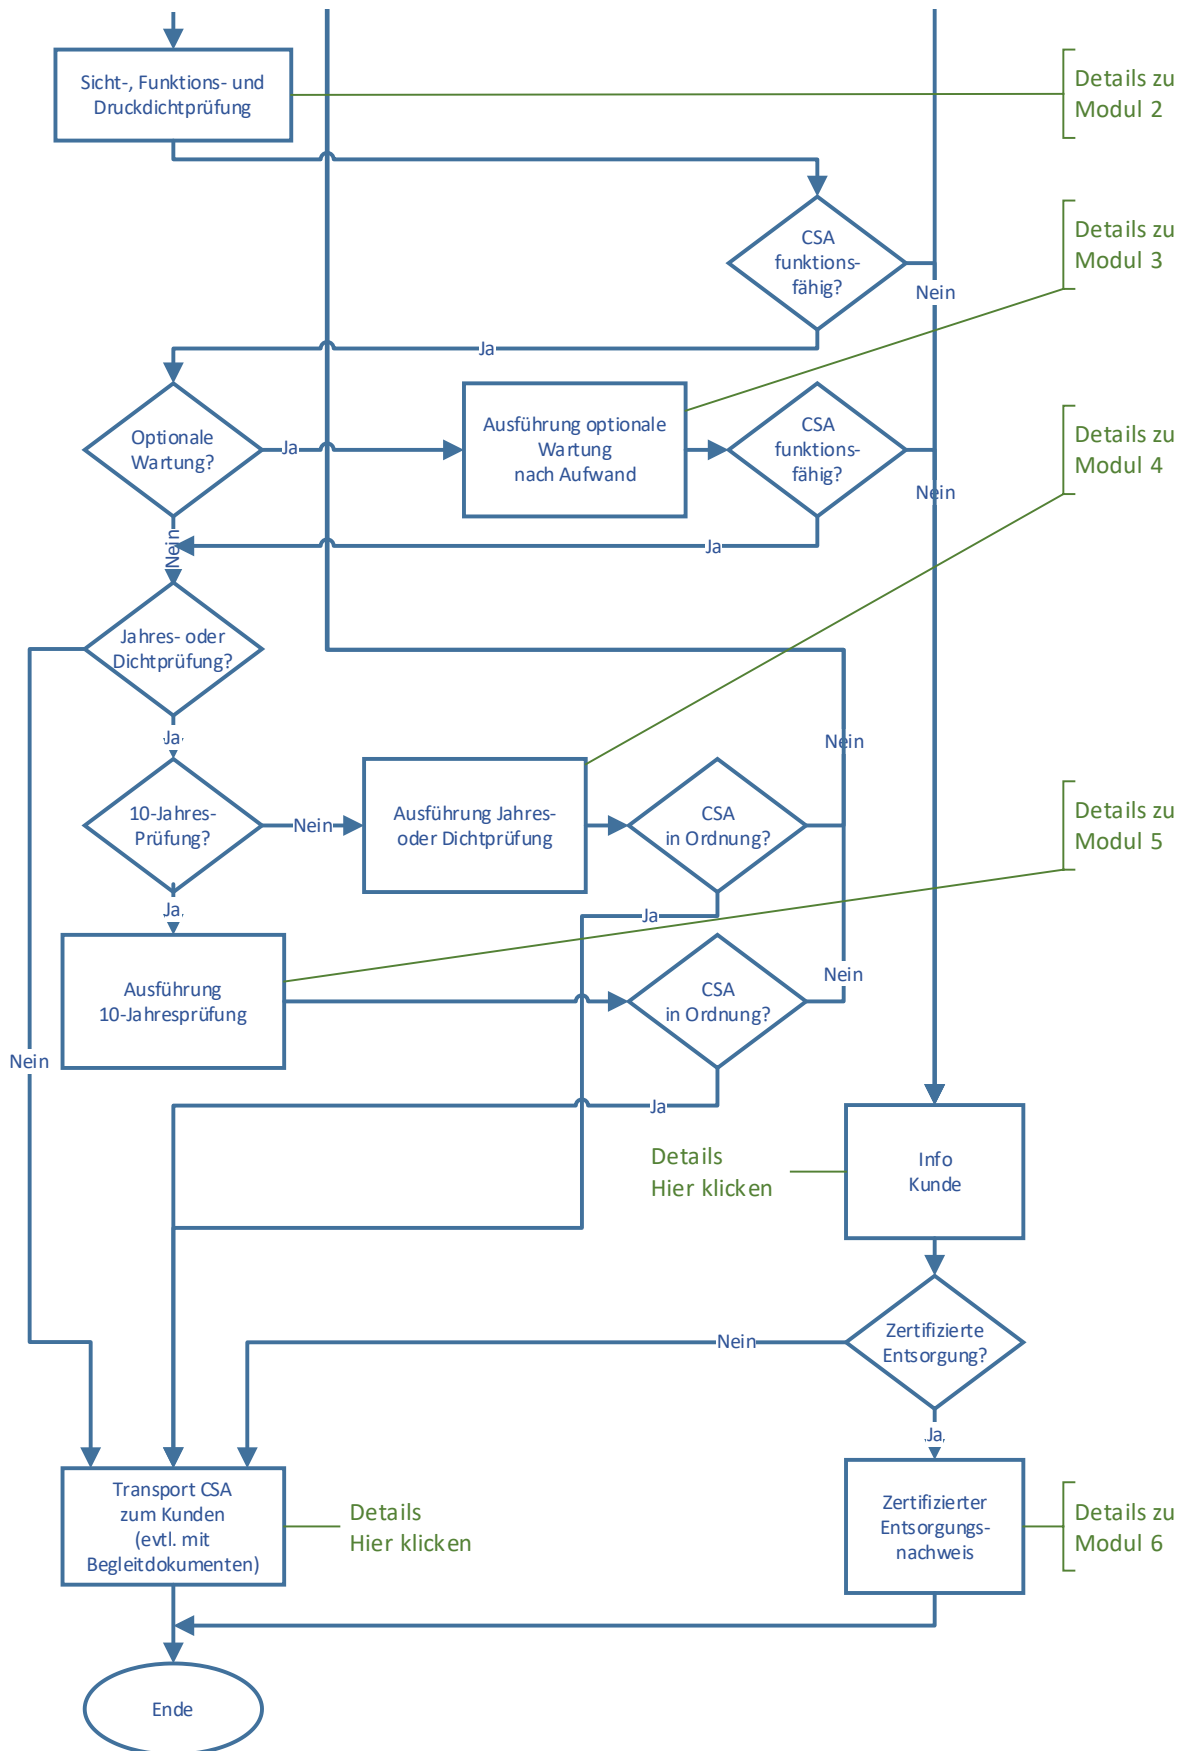 Sicht-, Funktions- und
Druckdichtprüfung
Details zu
Modul 2
CSA
funktions-
fähig?
Nein
Details zu
Modul 3
Ja
Optionale
Wartung?
Ja
Ausführung optionale
Wartung
nach Aufwand
CSA
funktions-
fähig?
Nein
Details zu
Modul 4
Nein
Ja
Jahres- oder
Dichtprüfung?
Ja
Nein
10-Jahres-
Prüfung?
Nein
Ausführung Jahres-
oder Dichtprüfung
CSA
in Ordnung?
Details zu
Modul 5
Ja
Ja
Ausführung
10-Jahresprüfung
CSA
in Ordnung?
Nein
Nein
Ja
Details
Hier klicken
Info
Kunde
Zertifizierte
Entsorgung?
Nein
Ja
Transport CSA
zum Kunden
(evtl. mit
Begleitdokumenten)
Details
Hier klicken
Zertifizierter
Entsorgungs-
nachweis
Details zu
Modul 6
Ende